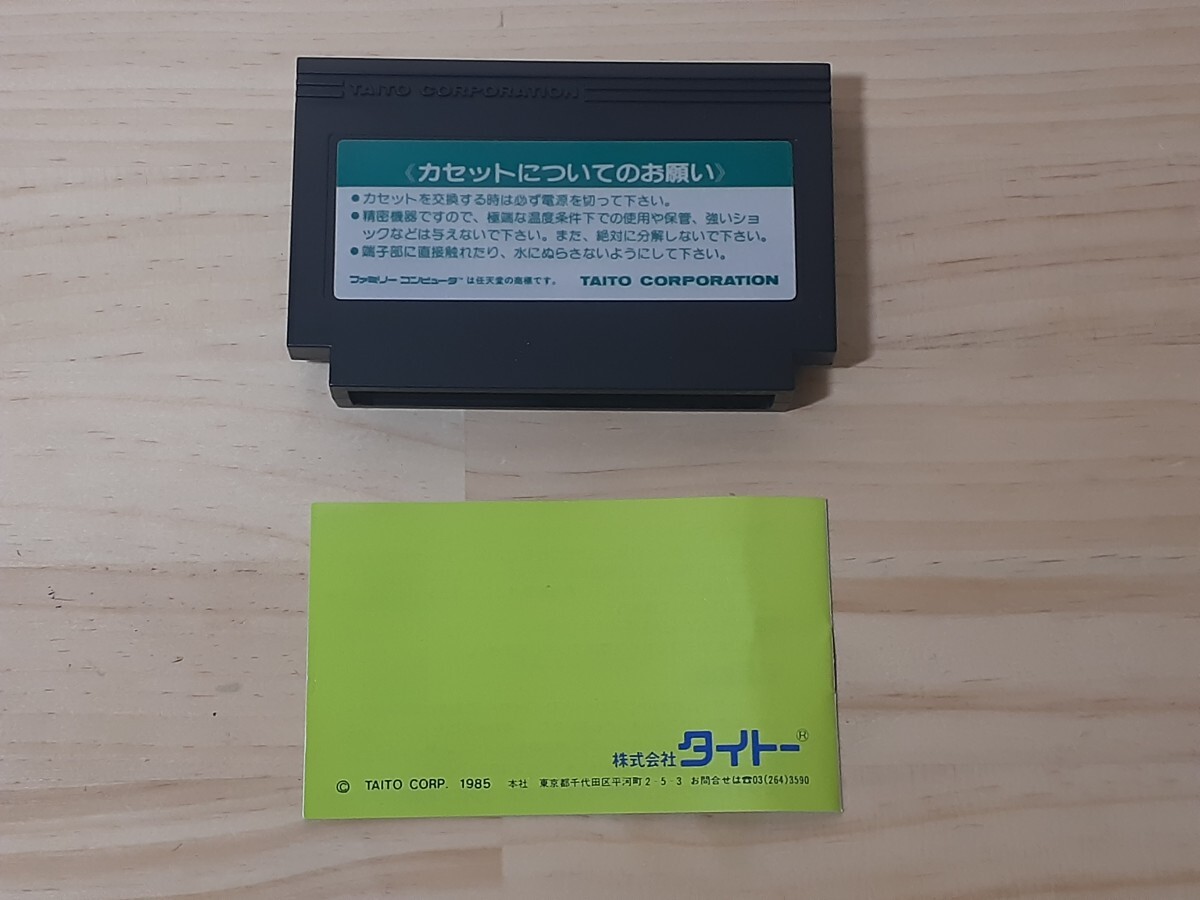 TAITO CORPORATION
《カセットについてのお願い》
●カセットを交換する時は必ず電源を切って下さい。
●精密機器ですので、極端な温度条件下での使用や保管、強いショ
ックなどは与えないで下さい。また、絶対に分解しないで下さい。
●端子部に直接触れたり、水にぬらさないようにして下さい。
ファミリーコンピュータ™は任天堂の商標です。 TAITO CORPORATION
株式会社タイトー®
© TAITO CORP. 1985 本社 東京都千代田区平河町2-5-3 お問合せは☎03(264)3590